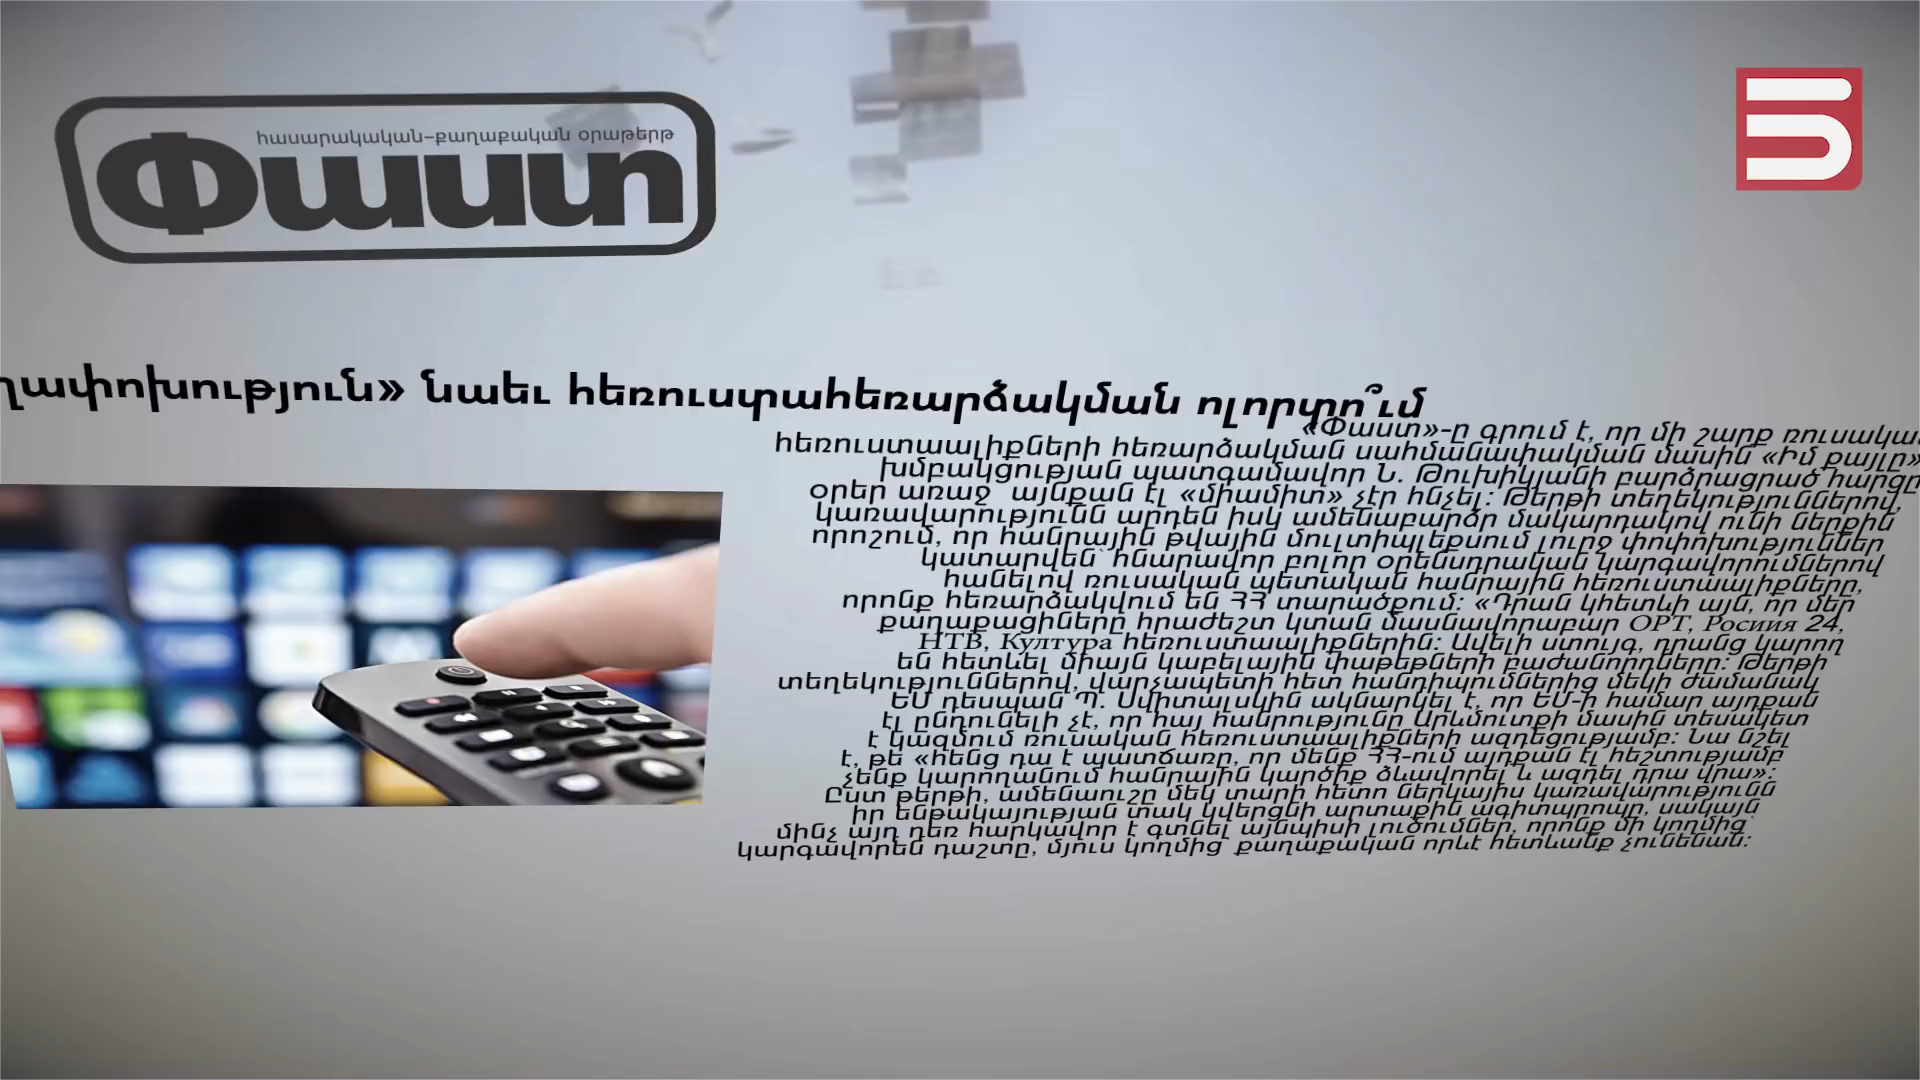 հասարակական-քաղաքական օրաթերթ
Փաստ
ղափոխություն» նաեւ հեռուստահեռարձակման ոլորտո՞ւմ
«Փաստ»-ը գրում է, որ մի շարք ռուսական
հեռուստաալիքների հեռարձակման սահմանափակման մասին «Իմ քայլը»
խմբակցության պատգամավոր Ն. Թուխիկյանի բարձրացրած հարցը
օրեր առաջ այնքան էլ «միամիտ» չէր հնչել: Թերթի տեղեկություններով,
կառավարությունն արդեն իսկ ամենաբարձր մակարդակով ունի ներքին
որոշում, որ հանրային թվային մուլտիպլեքսում լուրջ փոփոխություններ
կատարվեն՝ հնարավոր բոլոր օրենսդրական կարգավորումներով
հանելով ռուսական պետական հանրային հեռուստաալիքները,
որոնք հեռարձակվում են ՀՀ տարածքում: «Դրան կհետևի այն, որ մեր
քաղաքացիները հրաժեշտ կտան մասնավորաբար ОРТ, Росиия 24,
НТВ, Култура հեռուստաալիքներին: Ավելի ստույգ, դրանց կարող
են հետևել միայն կաբելային փաթեթների բաժանորդները: Թերթի
տեղեկություններով, վարչապետի հետ հանդիպումներից մեկի ժամանակ
ԵՄ դեսպան Պ. Սվիտալսկին ակնարկել է, որ ԵՄ-ի համար այդքան
էլ ընդունելի չէ, որ հայ հանրությունը Արևմուտքի մասին տեսակետ
է կազմում ռուսական հեռուստաալիքների ազդեցությամբ: Նա նշել
է, թե «հենց դա է պատճառը, որ մենք ՀՀ-ում այդքան էլ հեշտությամբ
չենք կարողանում հանրային կարծիք ձևավորել և ազդել դրա վրա»:
Ըստ թերթի, ամենաուշը մեկ տարի հետո ներկայիս կառավարությունն
իր ենթակայության տակ կվերցնի արտաքին ագիտպրոպը, սակայն
մինչ այդ դեռ հարկավոր է գտնել այնպիսի լուծումներ, որոնք մի կողմից՝
կարգավորեն դաշտը, մյուս կողմից՝ քաղաքական որևէ հետևանք չունենան: